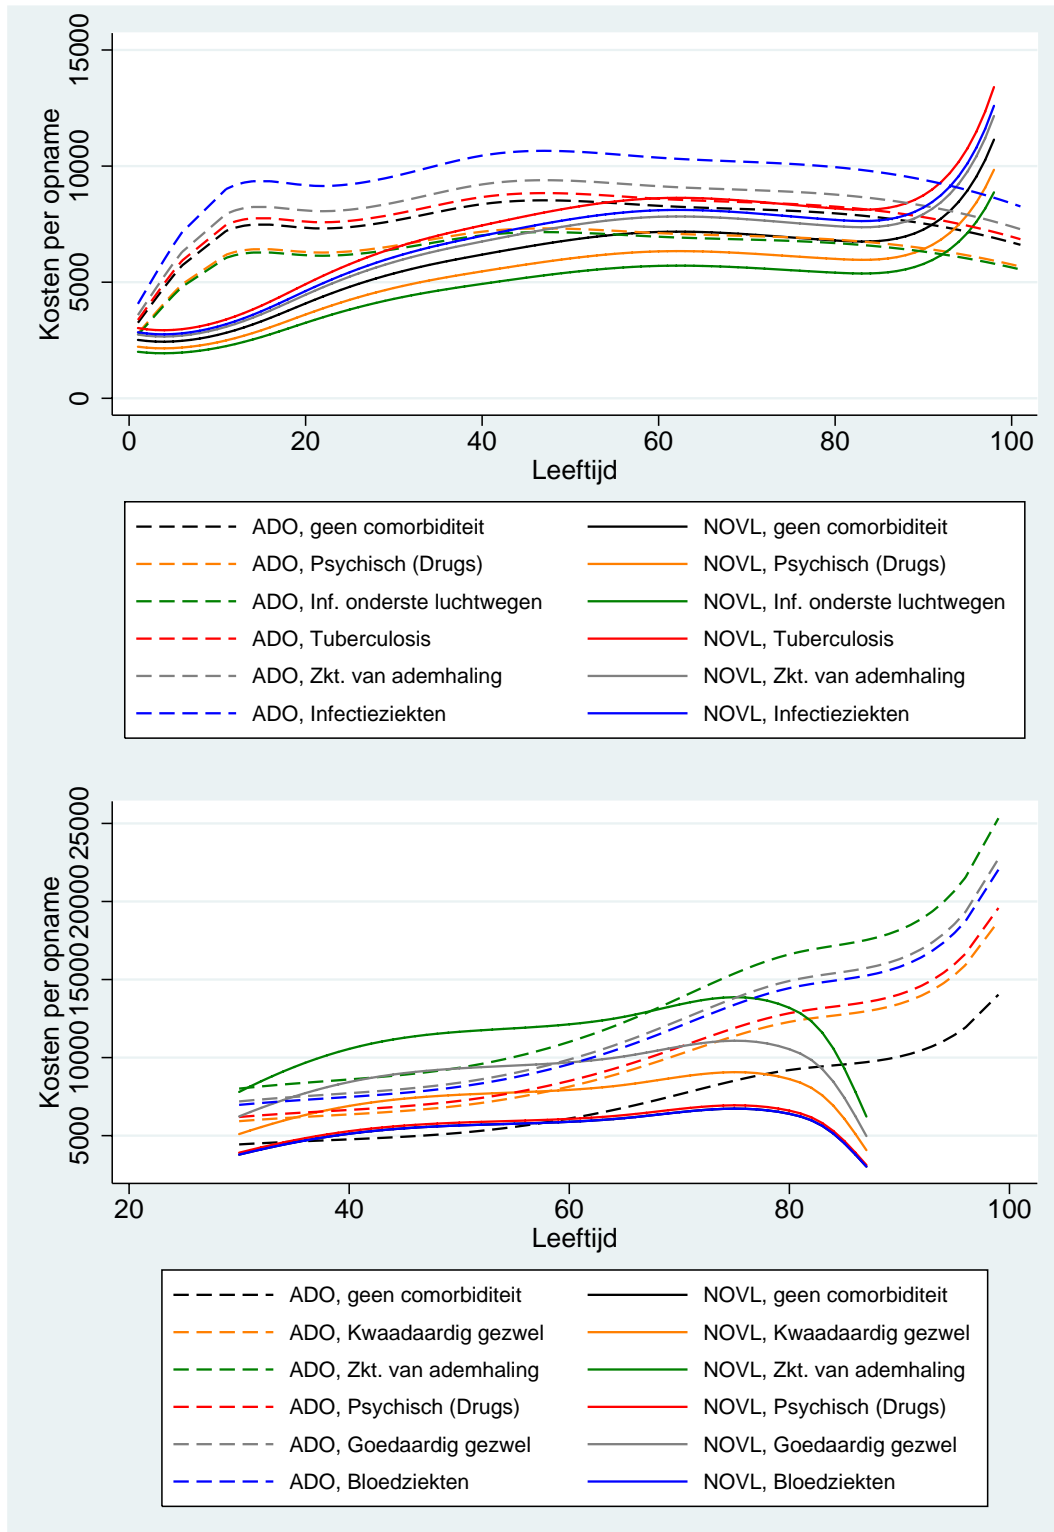 Kosten per opname
15000
10000
5000
0
0 20 40 60 80 100
Leeftijd
ADO, geen comorbiditeit NOVL, geen comorbiditeit
ADO, Psychisch (Drugs) NOVL, Psychisch (Drugs)
ADO, Inf. onderste luchtwegen NOVL, Inf. onderste luchtwegen
ADO, Tuberculosis NOVL, Tuberculosis
ADO, Zkt. van ademhaling NOVL, Zkt. van ademhaling
ADO, Infectieziekten NOVL, Infectieziekten
Kosten per opname
25000
20000
15000
10000
5000
20 40 60 80 100
Leeftijd
ADO, geen comorbiditeit NOVL, geen comorbiditeit
ADO, Kwaadaardig gezwel NOVL, Kwaadaardig gezwel
ADO, Zkt. van ademhaling NOVL, Zkt. van ademhaling
ADO, Psychisch (Drugs) NOVL, Psychisch (Drugs)
ADO, Goedaardig gezwel NOVL, Goedaardig gezwel
ADO, Bloedziekten NOVL, Bloedziekten